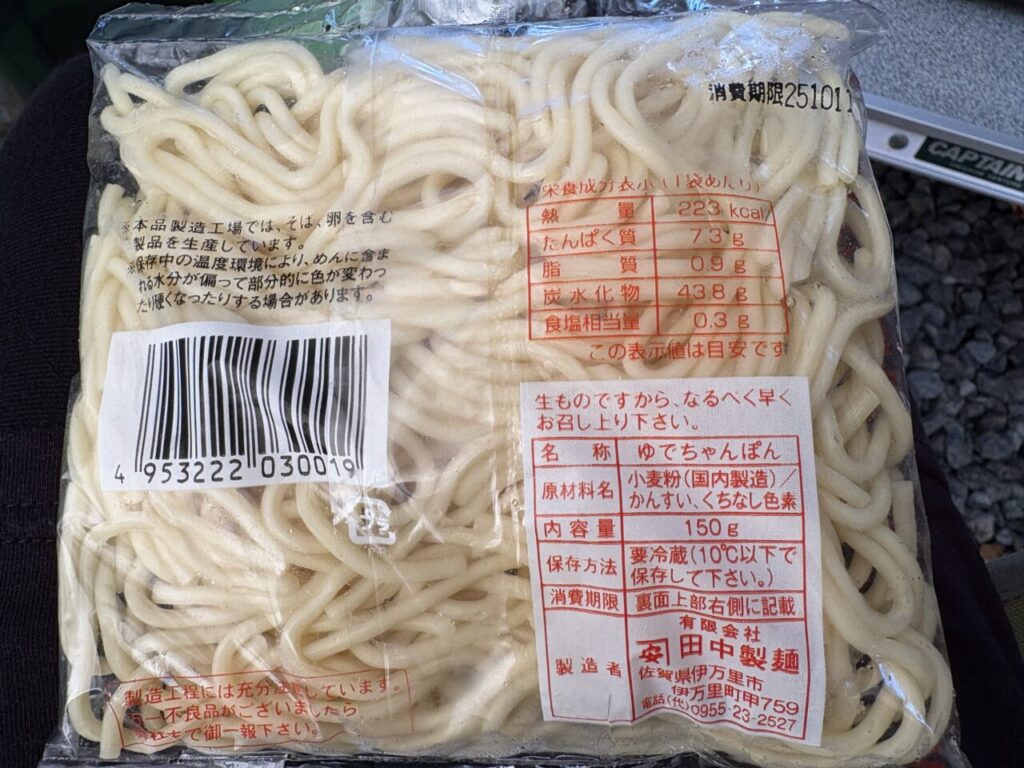 消費期限251011
CAPTAIN
※本品製造工場では、そば、卵を含む
製品を生産しています。
※保存中の温度環境により、めんに含ま
れる水分が偏って部分的に色が変わっ
たり硬くなったりする場合があります。
栄養成分表示(1袋あたり)
熱量 223 kcal
たんぱく質 7.3 g
脂質 0.9 g
炭水化物 43.8 g
食塩相当量 0.3 g
この表示値は目安です
4 953222 030019
プラ
生ものですから、なるべく早く
お召し上り下さい。
名称 ゆでちゃんぽん
原材料名 小麦粉(国内製造)/
かんすい、くちなし色素
内容量 150g
保存方法 要冷蔵(10℃以下で
保存して下さい。)
消費期限 裏面上部右側に記載
製造者 有限会社
田中製麺
佐賀県伊万里市
伊万里町甲759
電話(代)0955-23-2527
製造工程には充分注意しています。
万一不良品がございましたら
御一報下さい。